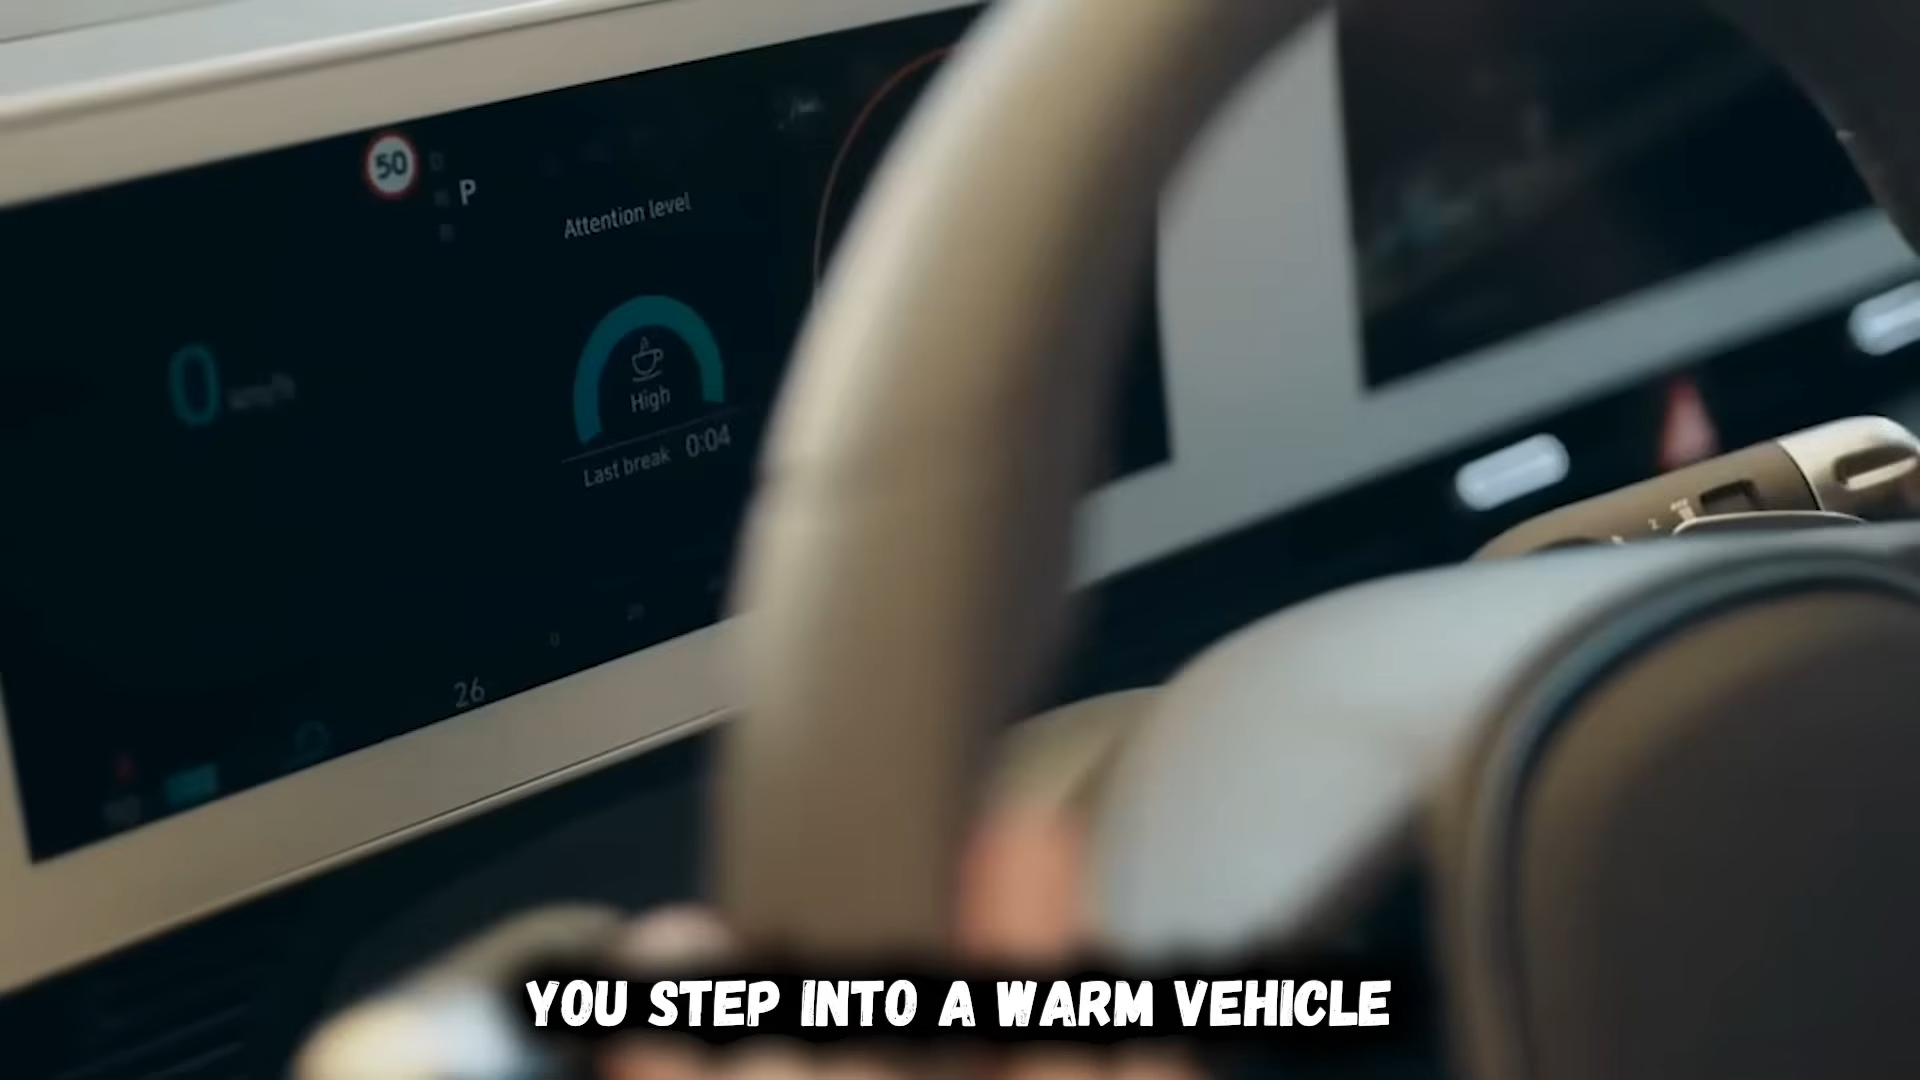 50
P
Attention level
0
High
Last break 0:04
26
YOU STEP INTO A WARM VEHICLE